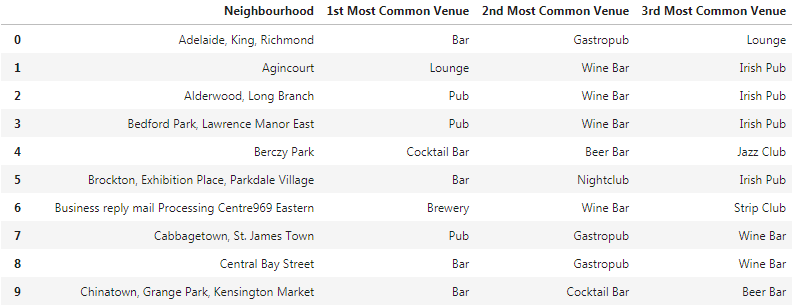 Neighbourhood 1st Most Common Venue 2nd Most Common Venue 3rd Most Common Venue
0 Adelaide, King, Richmond Bar Gastropub Lounge
1 Agincourt Lounge Wine Bar Irish Pub
2 Alderwood, Long Branch Pub Wine Bar Irish Pub
3 Bedford Park, Lawrence Manor East Pub Wine Bar Irish Pub
4 Berczy Park Cocktail Bar Beer Bar Jazz Club
5 Brockton, Exhibition Place, Parkdale Village Bar Nightclub Irish Pub
6 Business reply mail Processing Centre969 Eastern Brewery Wine Bar Strip Club
7 Cabbagetown, St. James Town Pub Gastropub Wine Bar
8 Central Bay Street Bar Gastropub Wine Bar
9 Chinatown, Grange Park, Kensington Market Bar Cocktail Bar Beer Bar